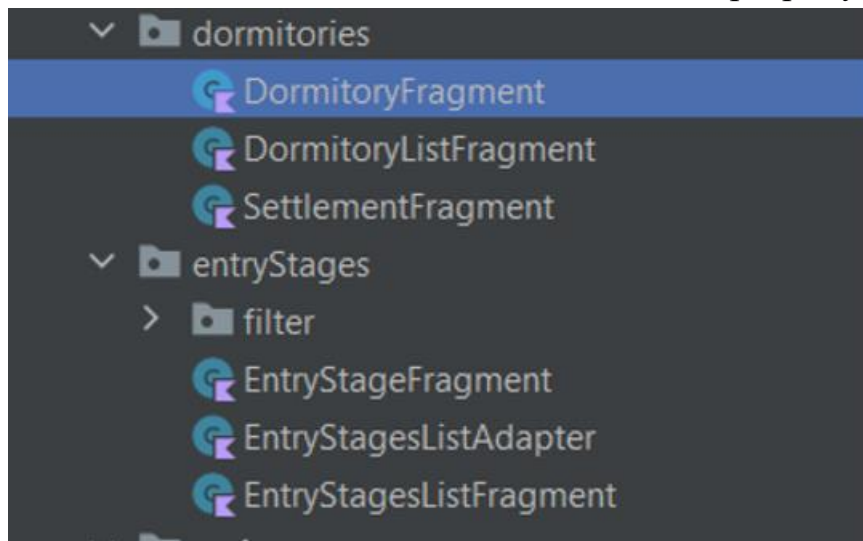 dormitories
DormitoryFragment
DormitoryListFragment
SettlementFragment
entryStages
filter
EntryStageFragment
EntryStagesListAdapter
EntryStagesListFragment